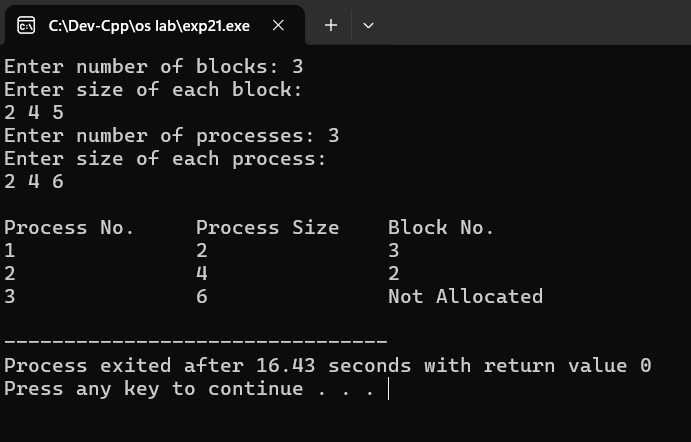 C:\Dev-Cpp\os lab\exp21.exe
Enter number of blocks: 3
Enter size of each block:
2 4 5
Enter number of processes: 3
Enter size of each process:
2 4 6
Process No. Process Size Block No.
1 2 3
2 4 2
3 6 Not Allocated
--------------------------------
Process exited after 16.43 seconds with return value 0
Press any key to continue . . .